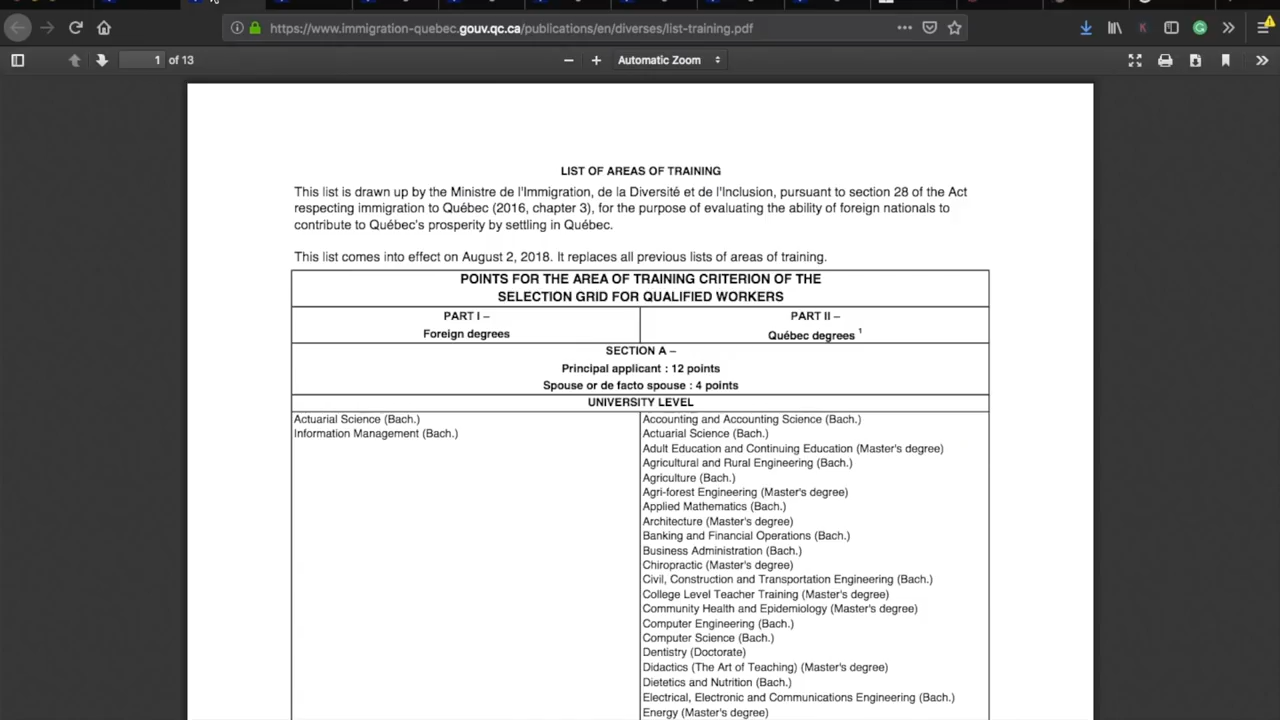 https://www.immigration-quebec.gouv.qc.ca/publications/en/diverses/list-training.pdf
1 of 13
Automatic Zoom
LIST OF AREAS OF TRAINING
This list is drawn up by the Ministre de l'Immigration, de la Diversité et de l'Inclusion, pursuant to section 28 of the Act
respecting immigration to Québec (2016, chapter 3), for the purpose of evaluating the ability of foreign nationals to
contribute to Québec's prosperity by settling in Québec.
This list comes into effect on August 2, 2018. It replaces all previous lists of areas of training.
POINTS FOR THE AREA OF TRAINING CRITERION OF THE
SELECTION GRID FOR QUALIFIED WORKERS
PART I –
Foreign degrees
PART II –
Québec degrees 1
SECTION A –
Principal applicant : 12 points
Spouse or de facto spouse : 4 points
UNIVERSITY LEVEL
Actuarial Science (Bach.)
Information Management (Bach.)
Accounting and Accounting Science (Bach.)
Actuarial Science (Bach.)
Adult Education and Continuing Education (Master's degree)
Agricultural and Rural Engineering (Bach.)
Agriculture (Bach.)
Agri-forest Engineering (Master's degree)
Applied Mathematics (Bach.)
Architecture (Master's degree)
Banking and Financial Operations (Bach.)
Business Administration (Bach.)
Chiropractic (Master's degree)
Civil, Construction and Transportation Engineering (Bach.)
College Level Teacher Training (Master's degree)
Community Health and Epidemiology (Master's degree)
Computer Engineering (Bach.)
Computer Science (Bach.)
Dentistry (Doctorate)
Didactics (The Art of Teaching) (Master's degree)
Dietetics and Nutrition (Bach.)
Electrical, Electronic and Communications Engineering (Bach.)
Energy (Master's degree)